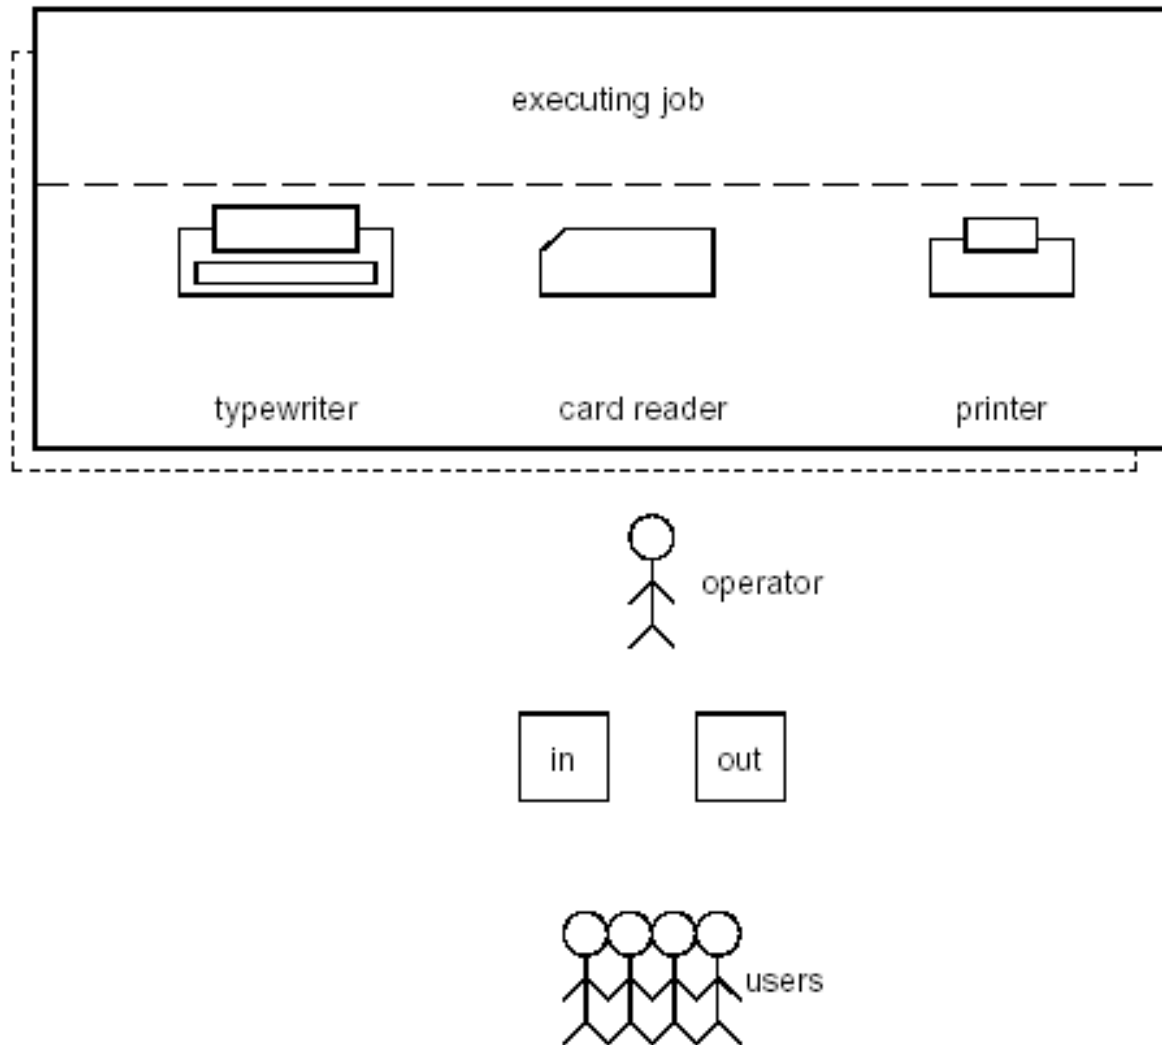 executing job
typewriter
card reader
printer
operator
in
out
users